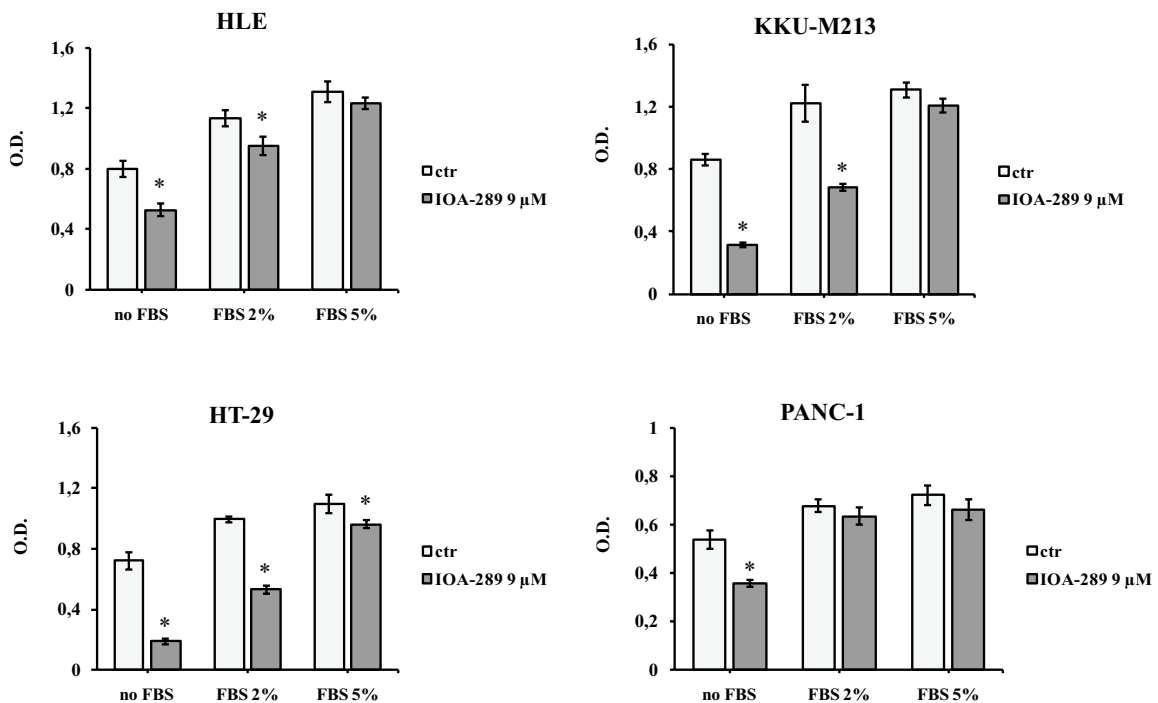 HLE
1,6
1,2
0,8
0,4
0
O.D.
*
*
no FBS FBS 2% FBS 5%
ctr
IOA-289 9 µM
KKU-M213
1,6
1,2
0,8
0,4
0
O.D.
*
*
no FBS FBS 2% FBS 5%
ctr
IOA-289 9 µM
HT-29
1,6
1,2
0,8
0,4
0
O.D.
*
*
*
no FBS FBS 2% FBS 5%
ctr
IOA-289 9 µM
PANC-1
1
0,8
0,6
0,4
0,2
0
O.D.
*
no FBS FBS 2% FBS 5%
ctr
IOA-289 9 µM